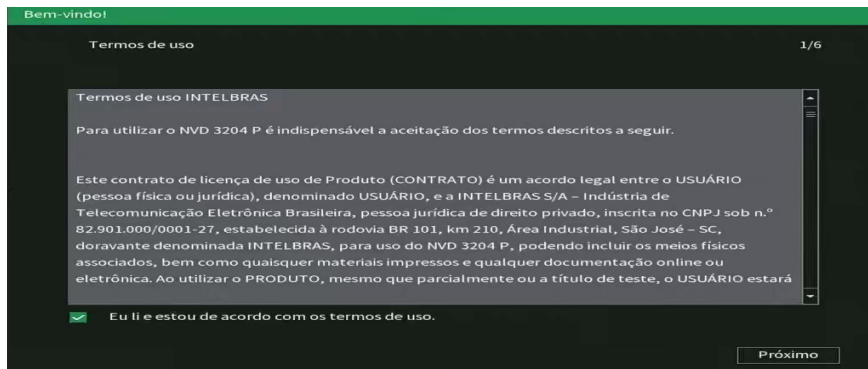 Bem-vindo!
Termos de uso 1/6
Termos de uso INTELBRAS
Para utilizar o NVD 3204 P é indispensável a aceitação dos termos descritos a seguir.
Este contrato de licença de uso de Produto (CONTRATO) é um acordo legal entre o USUÁRIO
(pessoa física ou jurídica), denominado USUÁRIO, e a INTELBRAS S/A – Indústria de
Telecomunicação Eletrônica Brasileira, pessoa jurídica de direito privado, inscrita no CNPJ sob n.º
82.901.000/0001-27, estabelecida à rodovia BR 101, km 210, Área Industrial, São José – SC,
doravante denominada INTELBRAS, para uso do NVD 3204 P, podendo incluir os meios físicos
associados, bem como quaisquer materiais impressos e qualquer documentação online ou
eletrônica. Ao utilizar o PRODUTO, mesmo que parcialmente ou a título de teste, o USUÁRIO estará
Eu li e estou de acordo com os termos de uso.
Próximo